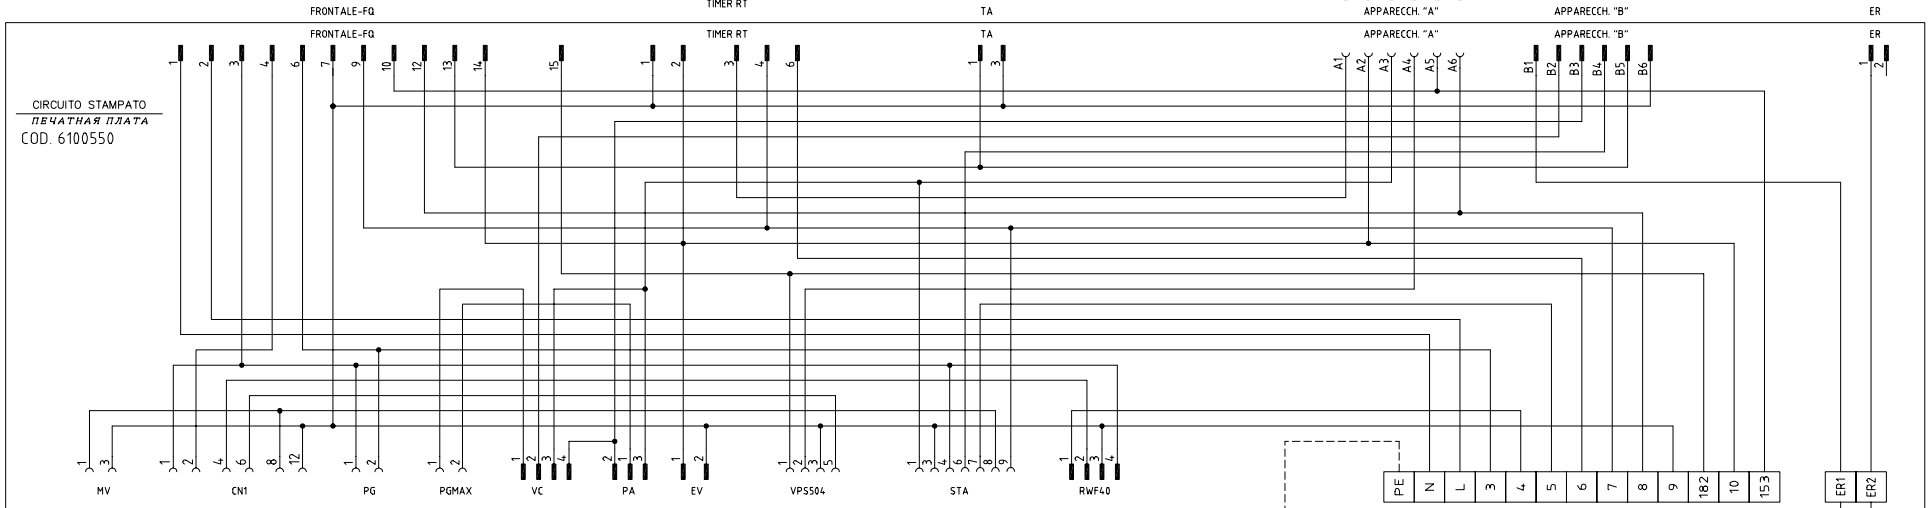 FRONTALE-FQ TIMER RT TA APPARECCH. "A" APPARECCH. "B" ER
FRONTALE-FQ TIMER RT TA APPARECCH. "A" APPARECCH. "B" ER
1 2 3 4 6 7 9 10 12 13 14 15 1 2 3 4 6 1 3 A1 A2 A3 A4 A5 A6 B1 B2 B3 B4 B5 B6 1 2
CIRCUITO STAMPATO
ПЕЧАТНАЯ ПЛАТА
COD. 6100550
1 3 1 2 4 6 8 12 1 2 1 2 1 2 3 4 2 1 3 1 2 1 2 3 5 1 3 4 6 7 8 9 1 2 3 4
MV CN1 PG PGMAX VC PA EV VPS504 STA RWF40
PE N L 3 4 5 6 7 8 9 182 10 153 ER1 ER2